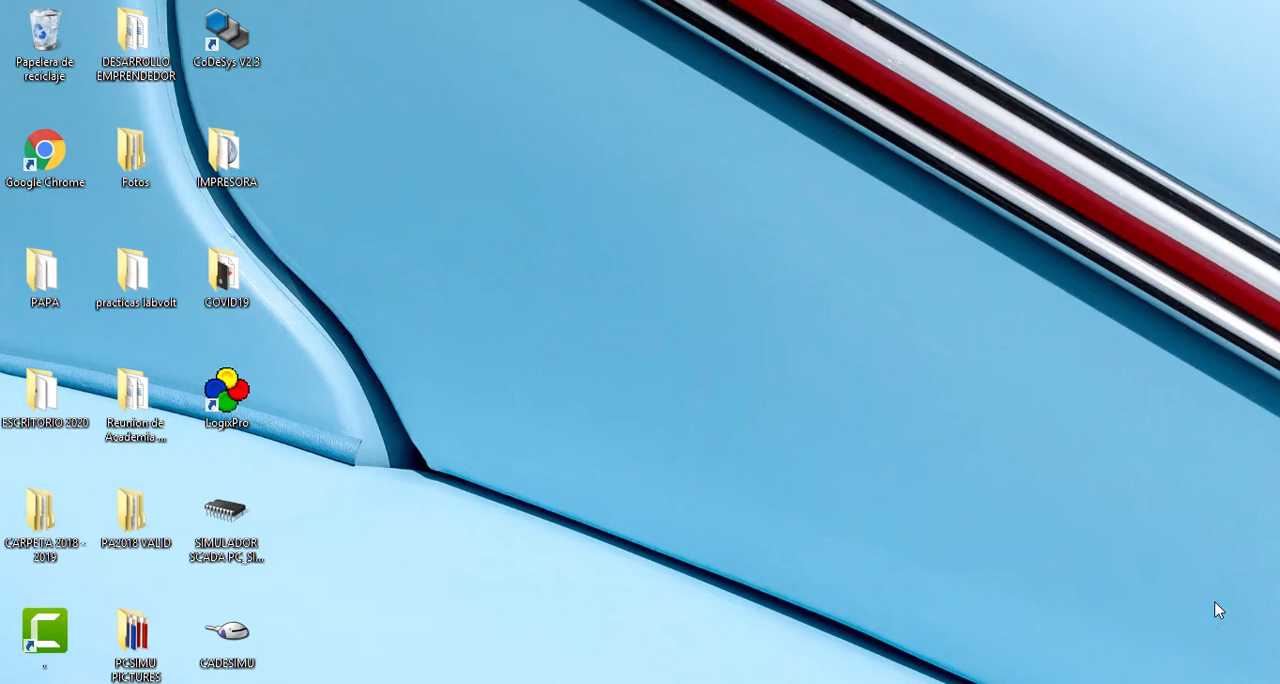 Papelera de
reciclaje
DESARROLLO
EMPRENDEDOR
CoDeSys V2.3
Google Chrome
Fotos
IMPRESORA
PAPA
practicas labvolt
COVID19
ESCRITORIO 2020
Reunion de
Academia ...
LogixPro
CARPETA 2018 -
2019
PA2018 VALID
SIMULADOR
SCADA PC_SI...
.
PCSIMU
PICTURES
CADESIMU